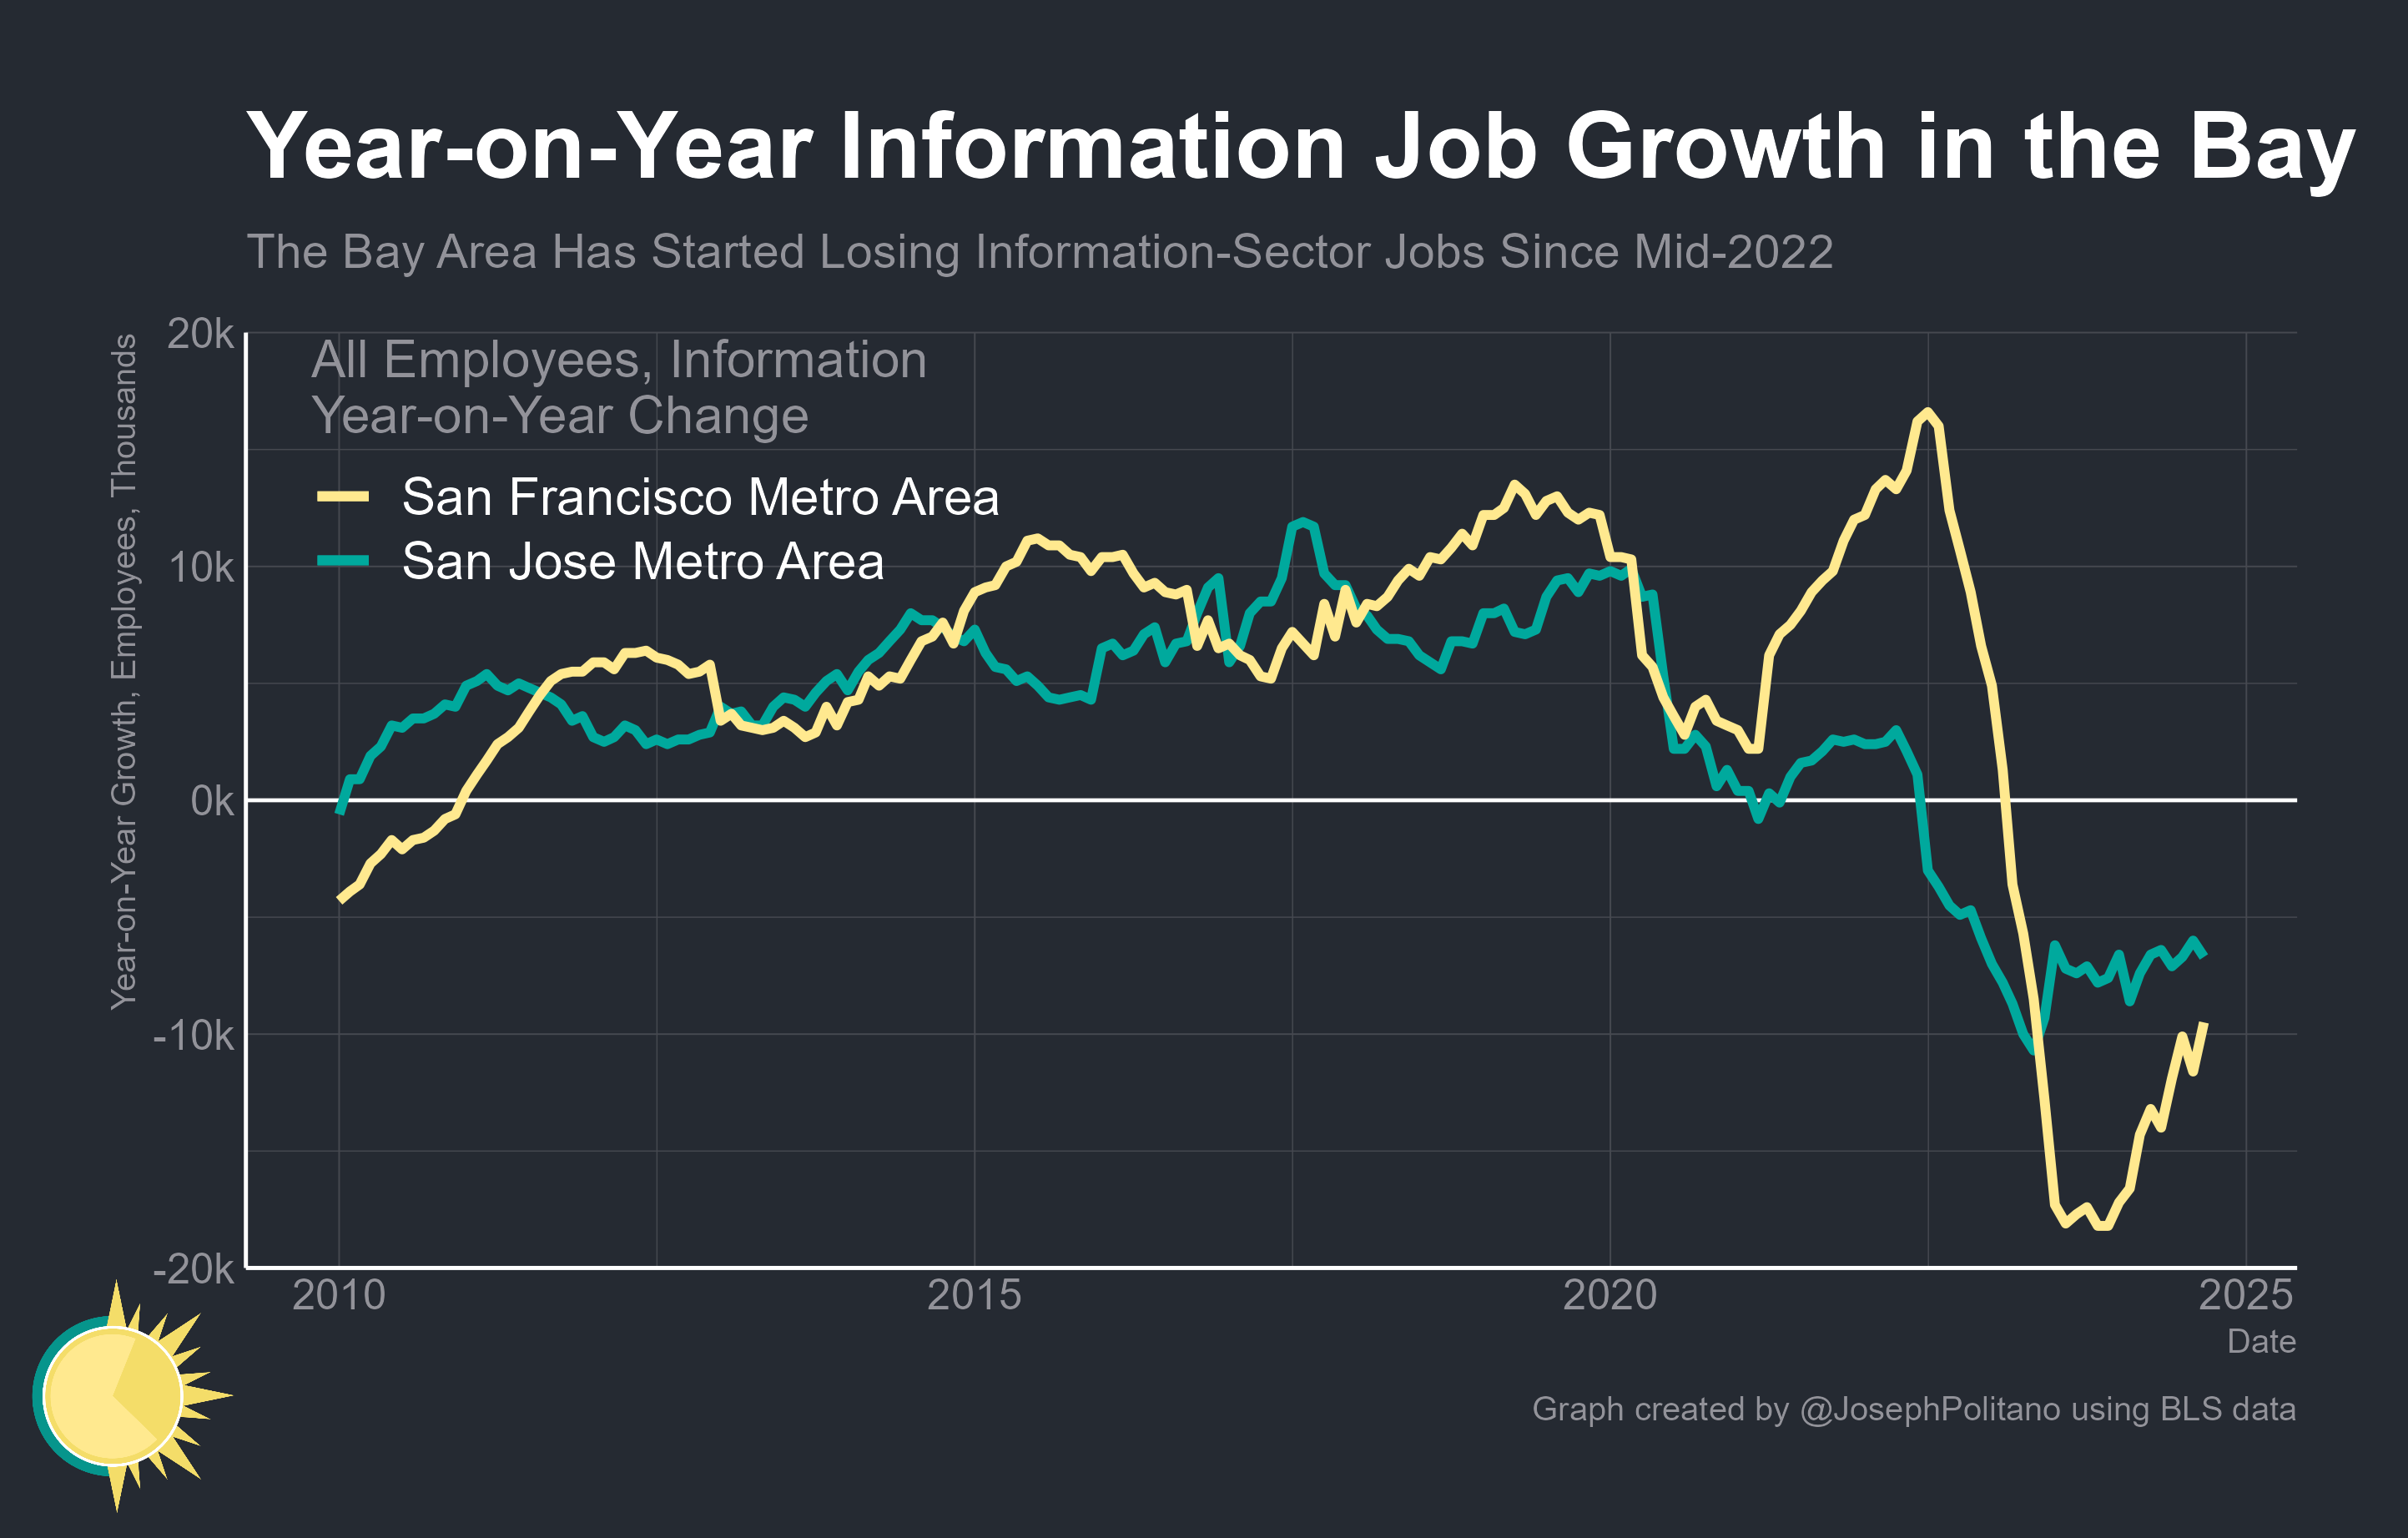 Year-on-Year Information Job Growth in the Bay
The Bay Area Has Started Losing Information-Sector Jobs Since Mid-2022
Year-on-Year Growth, Employees, Thousands
20k
10k
0k
-10k
-20k
All Employees, Information
Year-on-Year Change
San Francisco Metro Area
San Jose Metro Area
2010
2015
2020
2025
Date
Graph created by @JosephPolitano using BLS data